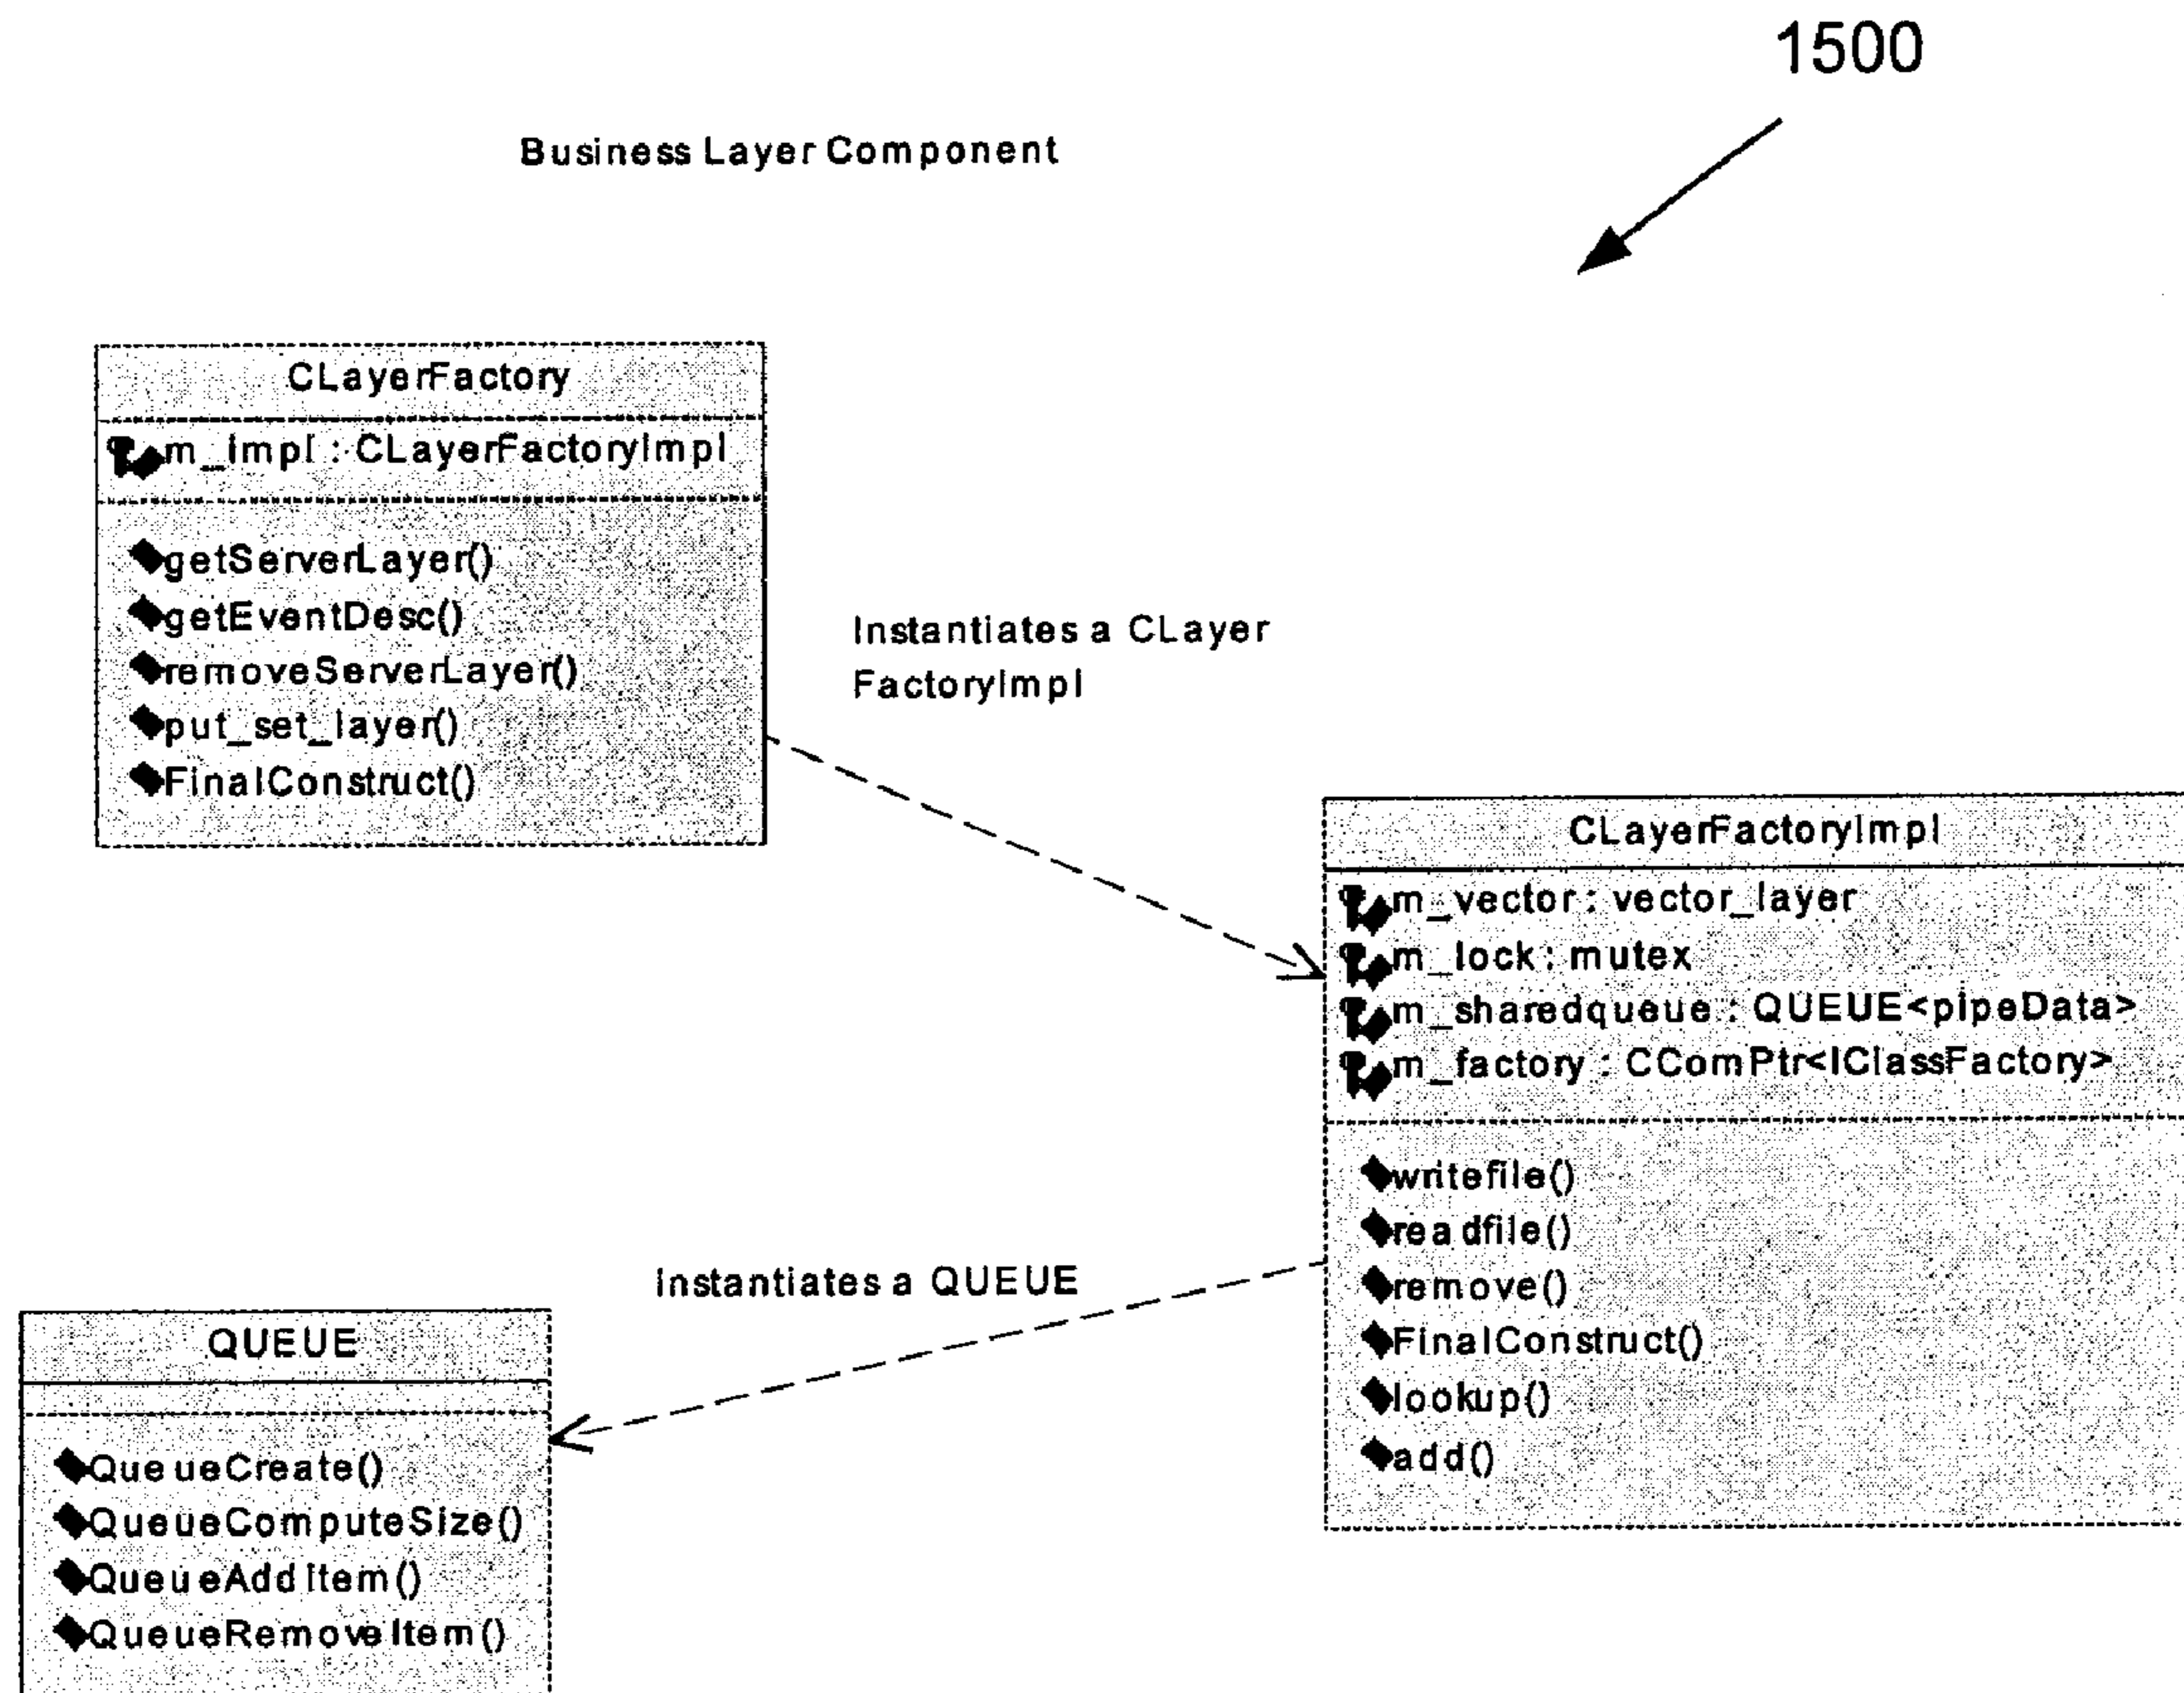 1500
Business Layer Component
CLayerFactory
m_impl : CLayerFactoryImpl
getServerLayer()
getEventDesc()
removeServerLayer()
put_set_layer()
FinalConstruct()
Instantiates a CLayer
FactoryImpl
CLayerFactoryImpl
m_vector : vector_layer
m_lock : mutex
m_sharedqueue : QUEUE<pipeData>
m_factory : CComPtr<IClassFactory>
writefile()
readfile()
remove()
FinalConstruct()
lookup()
add()
Instantiates a QUEUE
QUEUE
QueueCreate()
QueueComputeSize()
QueueAddItem()
QueueRemoveItem()